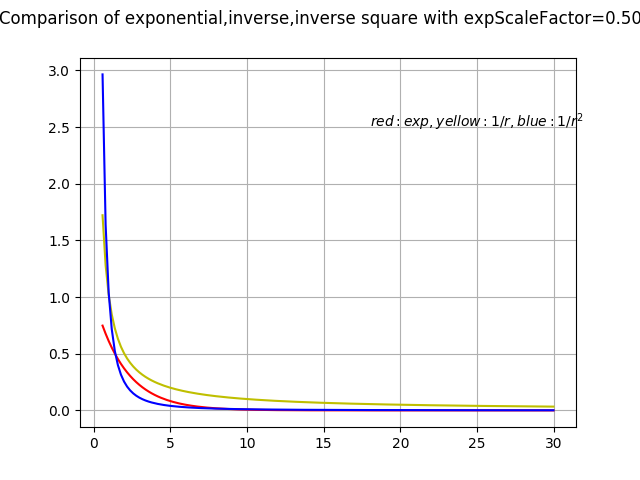 Comparison of exponential,inverse,inverse square with expScaleFactor=0.50
3.0
red : exp, yellow : 1/r, blue : 1/r²
2.5
2.0
1.5
1.0
0.5
0.0
0 5 10 15 20 25 30